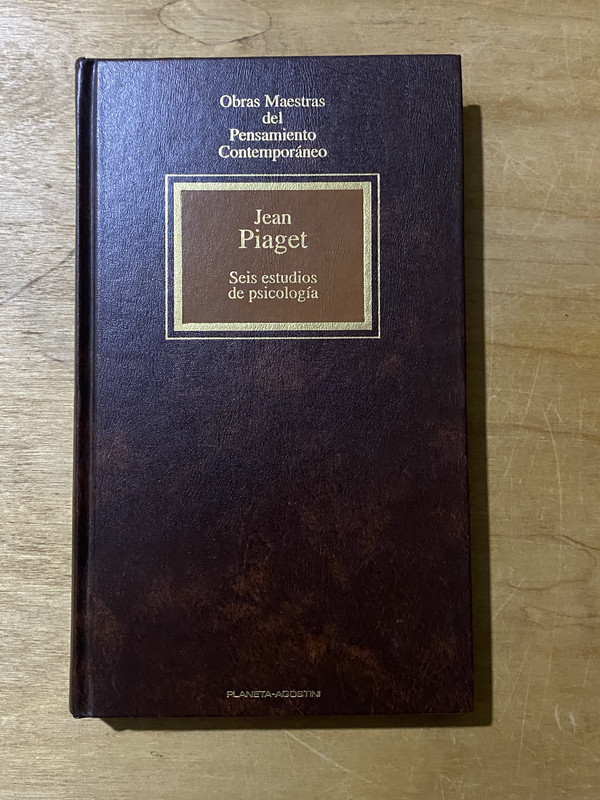 Obras Maestras
del
Pensamiento
Contemporáneo
Jean
Piaget
Seis estudios
de psicología
PLANETA-AGOSTINI